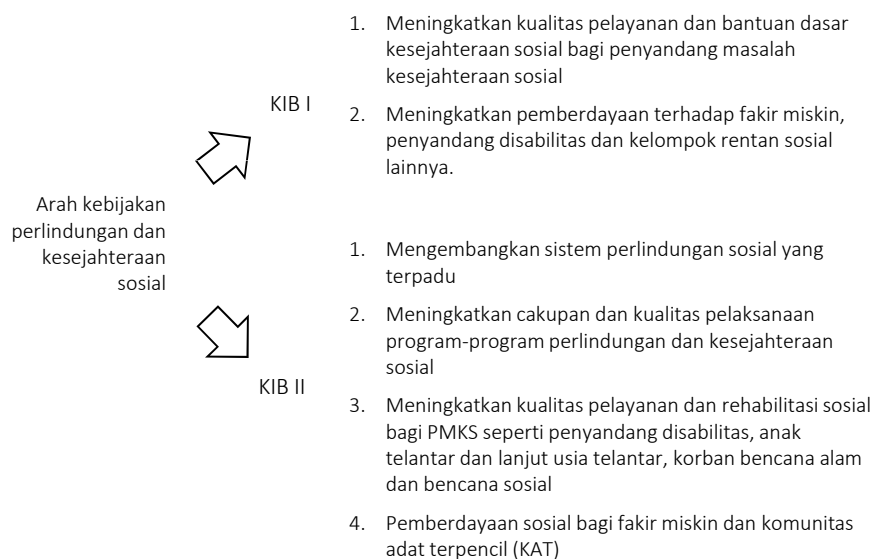 Arah kebijakan
perlindungan dan
kesejahteraan
sosial
KIB I
1. Meningkatkan kualitas pelayanan dan bantuan dasar
kesejahteraan sosial bagi penyandang masalah
kesejahteraan sosial
2. Meningkatkan pemberdayaan terhadap fakir miskin,
penyandang disabilitas dan kelompok rentan sosial
lainnya.
KIB II
1. Mengembangkan sistem perlindungan sosial yang
terpadu
2. Meningkatkan cakupan dan kualitas pelaksanaan
program-program perlindungan dan kesejahteraan
sosial
3. Meningkatkan kualitas pelayanan dan rehabilitasi sosial
bagi PMKS seperti penyandang disabilitas, anak
telantar dan lanjut usia telantar, korban bencana alam
dan bencana sosial
4. Pemberdayaan sosial bagi fakir miskin dan komunitas
adat terpencil (KAT)